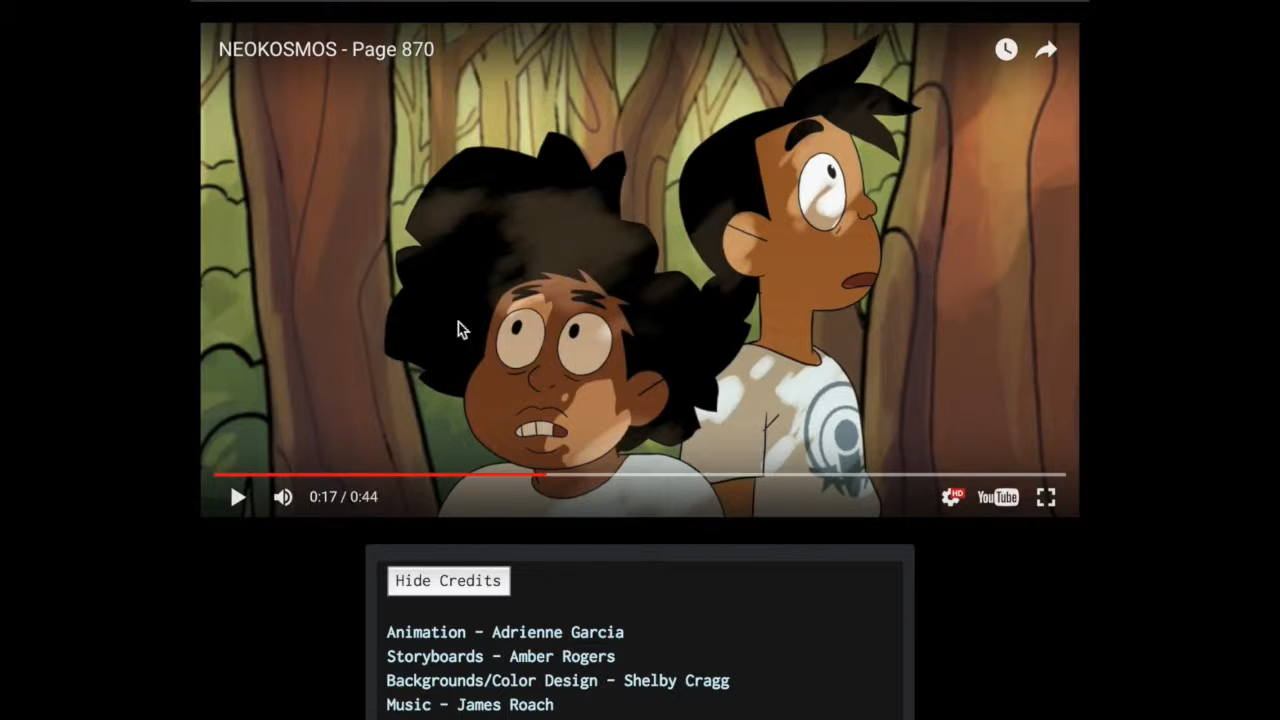 NEOKOSMOS - Page 870
0:17 / 0:44
HD
YouTube
Hide Credits
Animation - Adrienne Garcia
Storyboards - Amber Rogers
Backgrounds/Color Design - Shelby Cragg
Music - James Roach